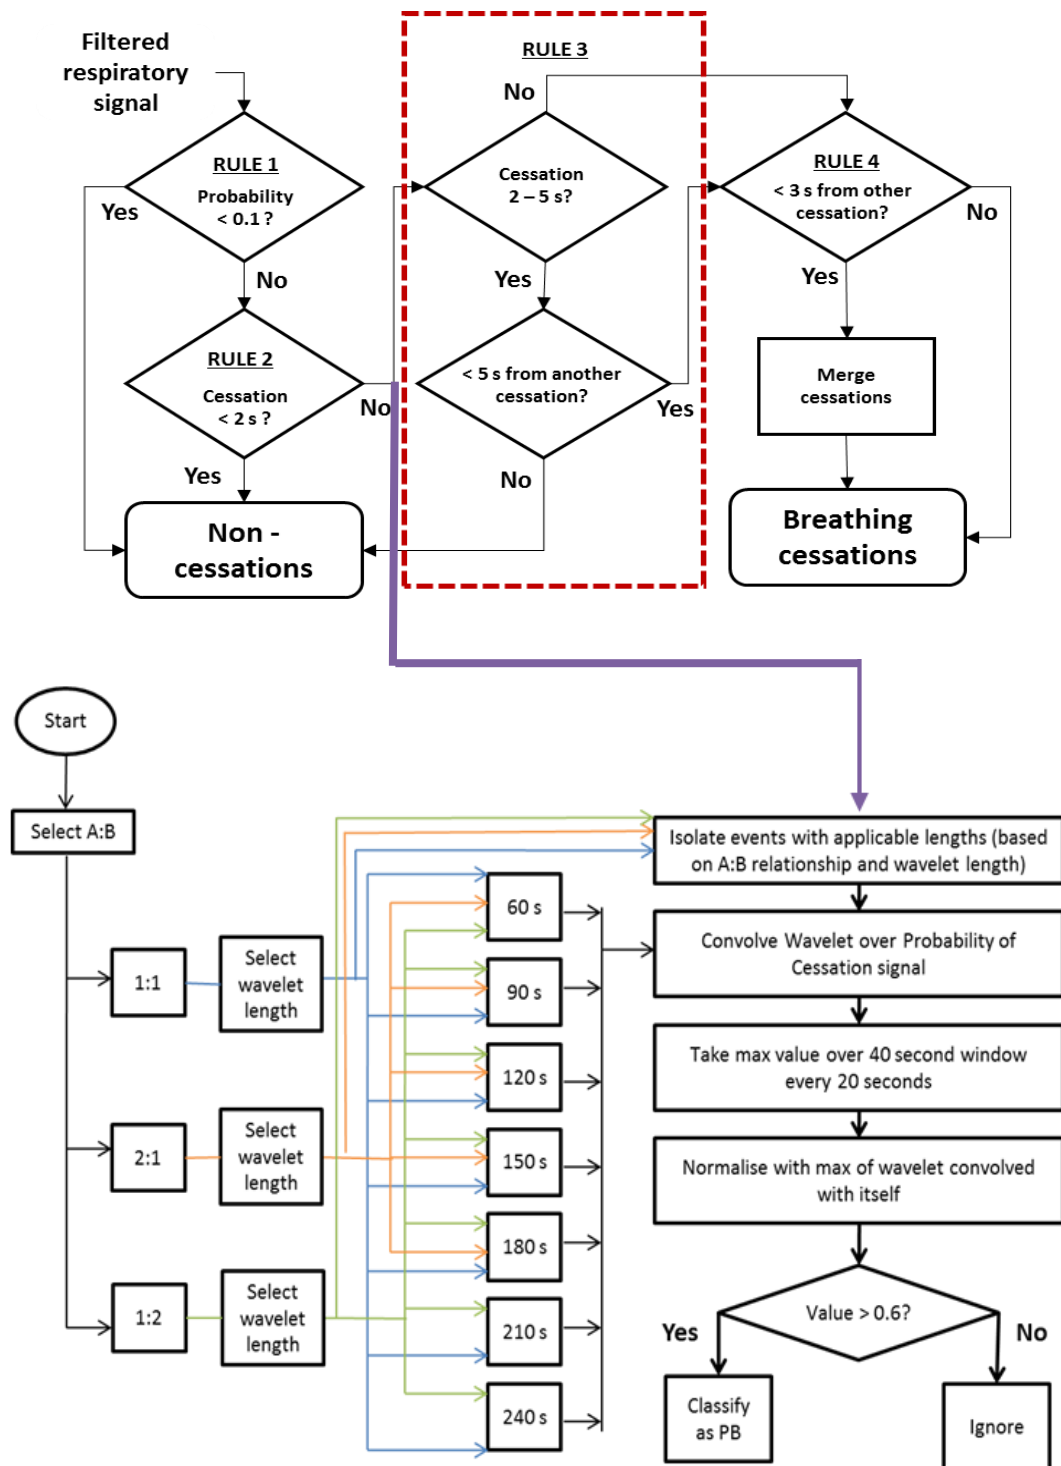 Filtered
respiratory
signal
RULE 1
Probability
< 0.1 ?
Yes
No
RULE 2
Cessation
< 2 s ?
No
Yes
Non -
cessations
RULE 3
No
Cessation
2 – 5 s?
Yes
< 5 s from another
cessation?
Yes
No
RULE 4
< 3 s from other
cessation?
No
Yes
Merge
cessations
Breathing
cessations
Start
Select A:B
1:1
Select
wavelet
length
2:1
Select
wavelet
length
1:2
Select
wavelet
length
60 s
90 s
120 s
150 s
180 s
210 s
240 s
Isolate events with applicable lengths (based
on A:B relationship and wavelet length)
Convolve Wavelet over Probability of
Cessation signal
Take max value over 40 second window
every 20 seconds
Normalise with max of wavelet convolved
with itself
Value > 0.6?
Yes
No
Classify
as PB
Ignore